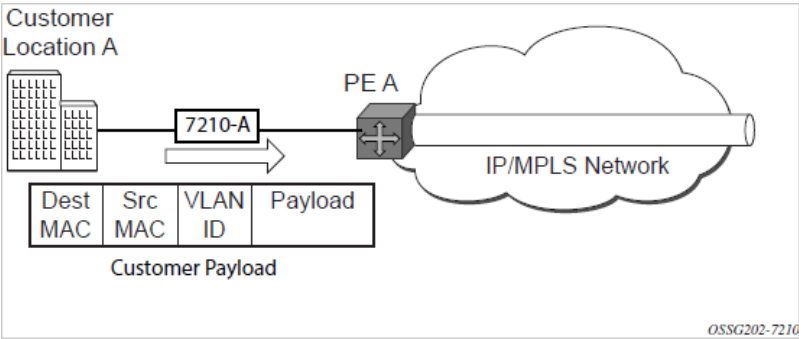 Customer
Location A
PE A
7210-A
IP/MPLS Network
Dest MAC
Src MAC
VLAN ID
Payload
Customer Payload
OSSG202-7210